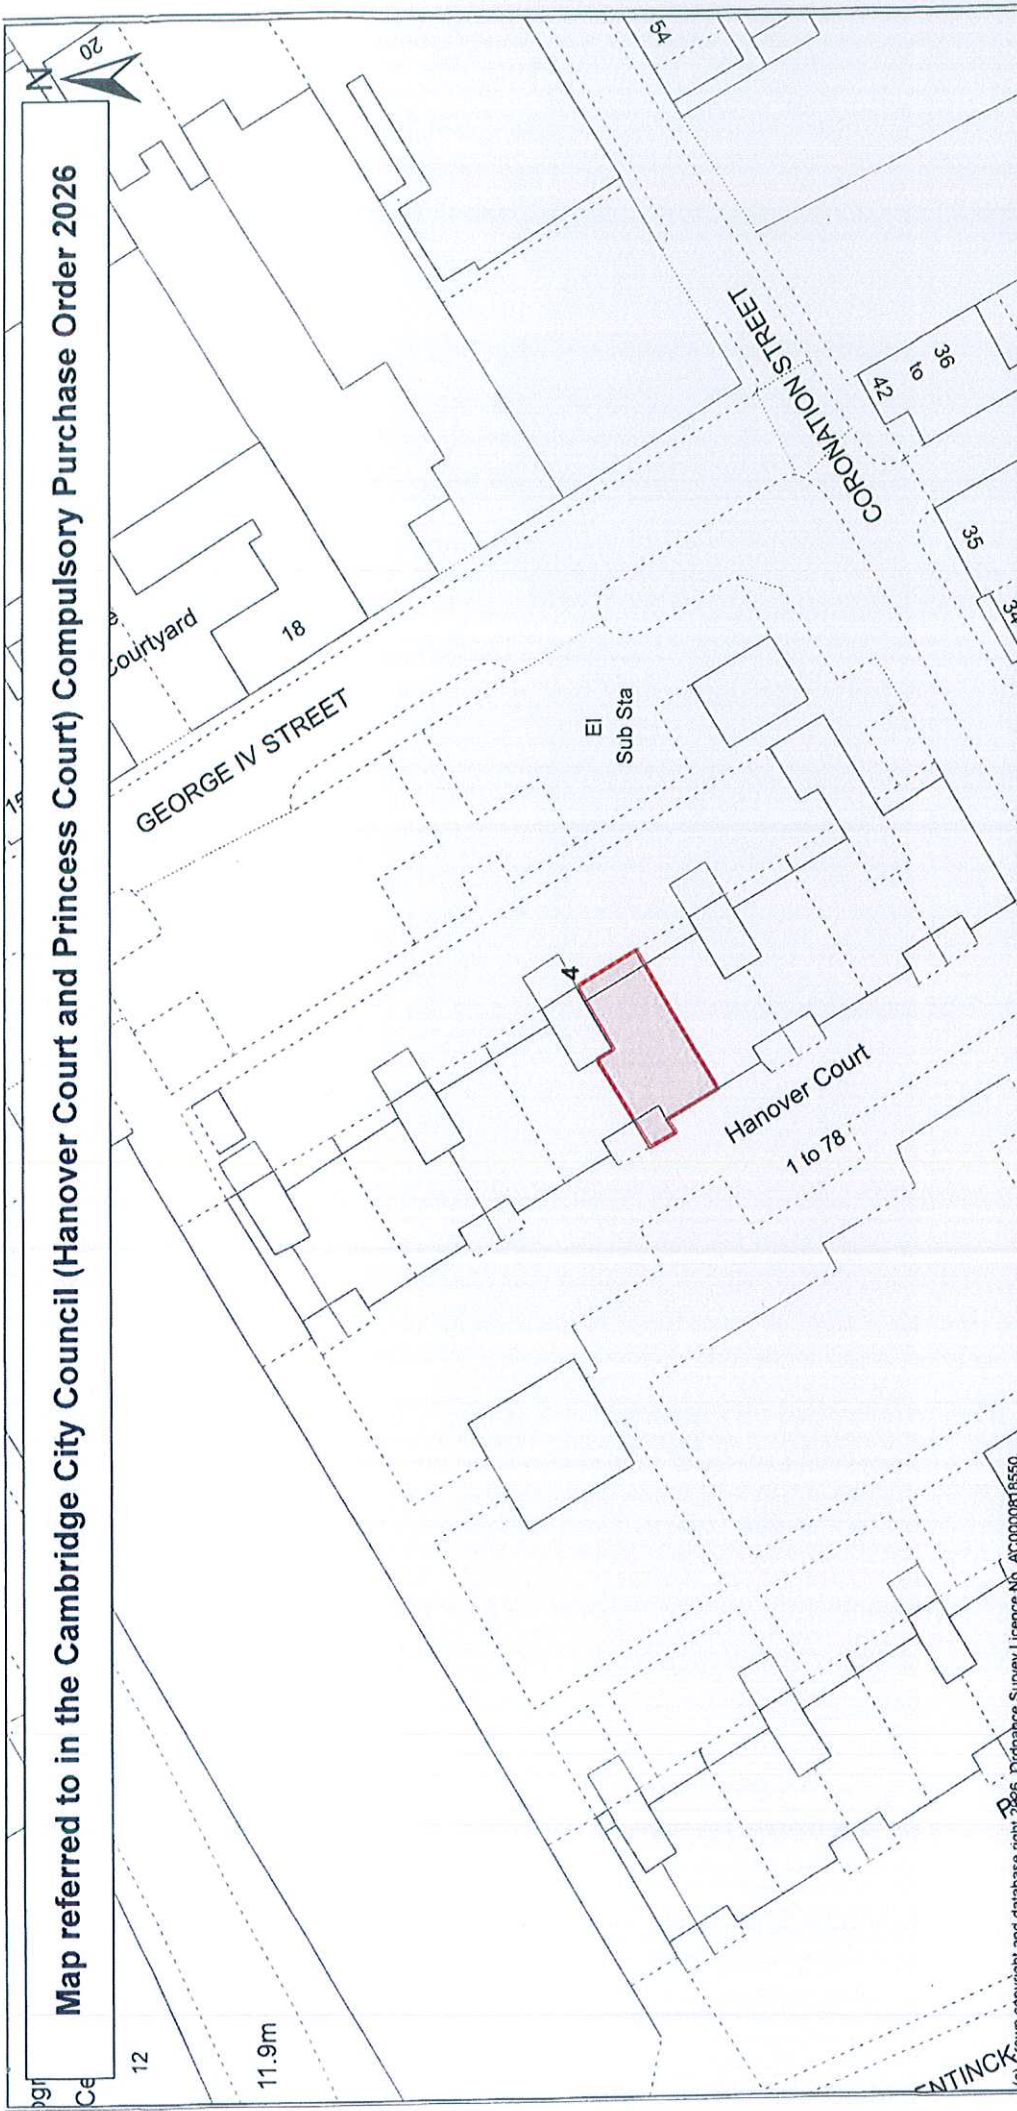 Map referred to in the Cambridge City Council (Hanover Court and Princess Court) Compulsory Purchase Order 2026
N
20
54
18
GEORGE IV STREET
CORONATION STREET
42
to
36
35
34
El
Sub Sta
4
Hanover Court
1 to 78
12
11.9m